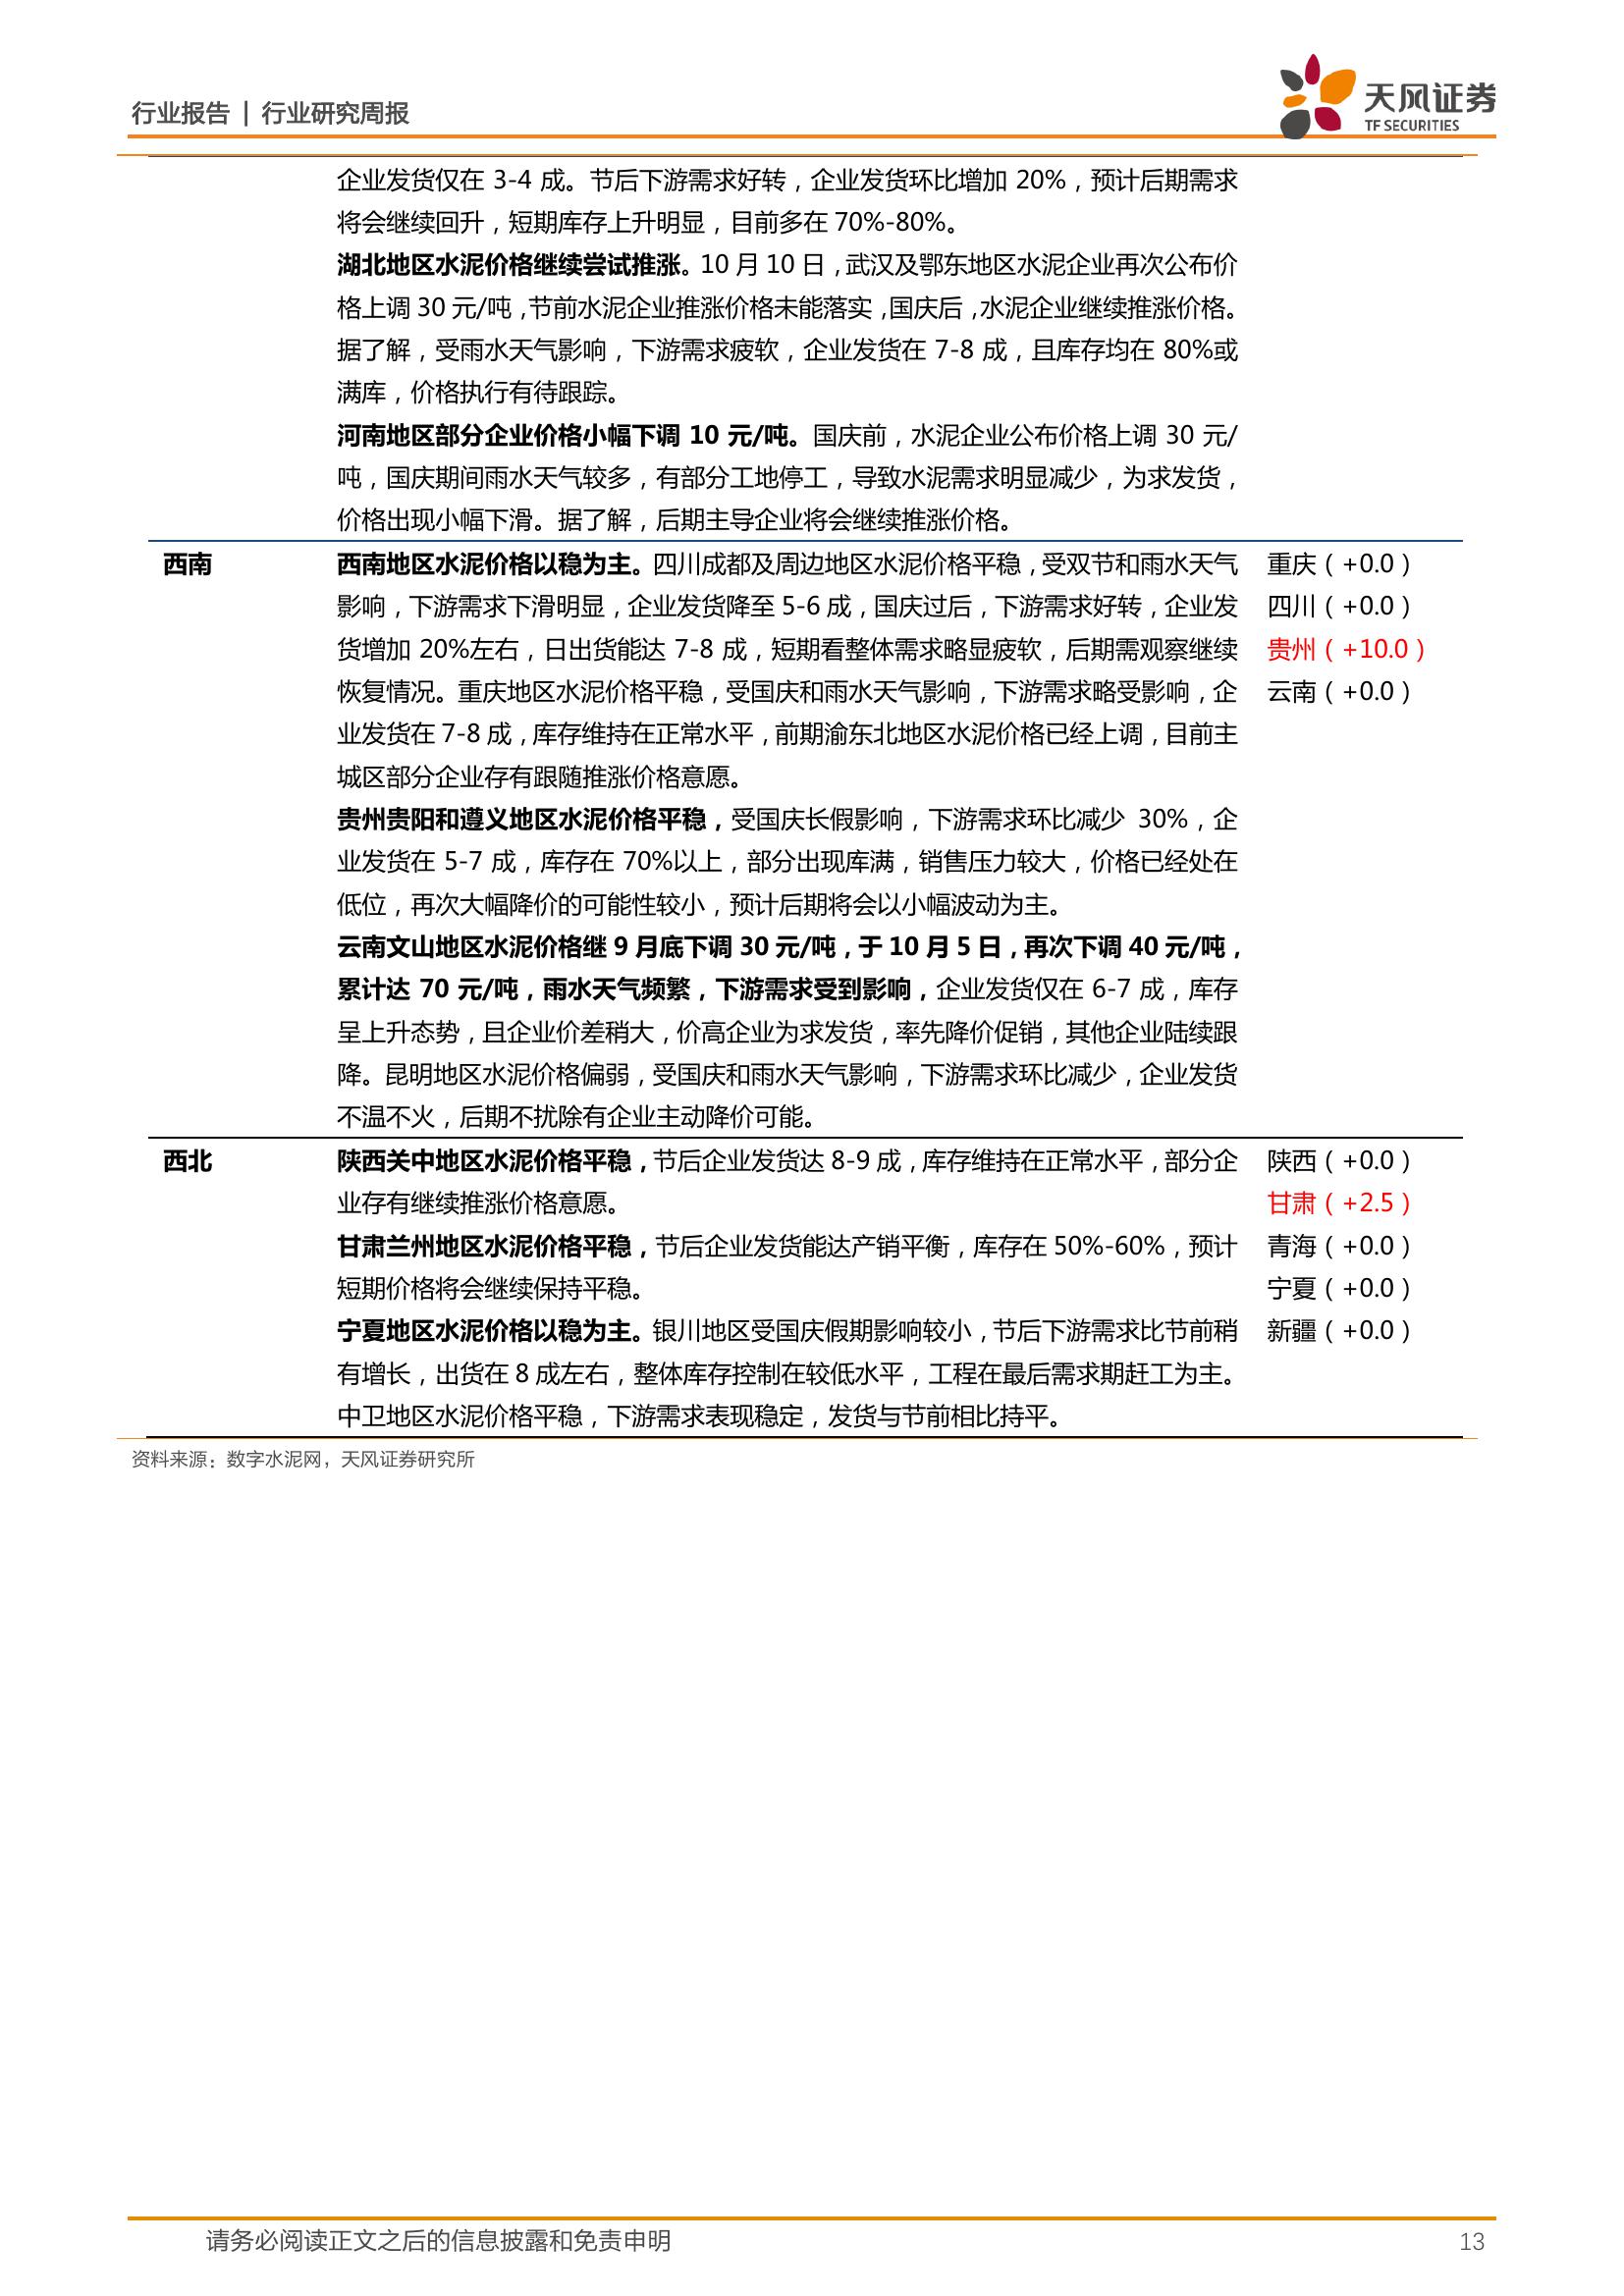 行业报告 | 行业研究周报
天风证券
TF SECURITIES
企业发货仅在 3-4 成。节后下游需求好转，企业发货环比增加 20%，预计后期需求
将会继续回升，短期库存上升明显，目前多在 70%-80%。
湖北地区水泥价格继续尝试推涨。10 月 10 日，武汉及鄂东地区水泥企业再次公布价
格上调 30 元/吨，节前水泥企业推涨价格未能落实，国庆后，水泥企业继续推涨价格。
据了解，受雨水天气影响，下游需求疲软，企业发货在 7-8 成，且库存均在 80%或
满库，价格执行有待跟踪。
河南地区部分企业价格小幅下调 10 元/吨。国庆前，水泥企业公布价格上调 30 元/
吨，国庆期间雨水天气较多，有部分工地停工，导致水泥需求明显减少，为求发货，
价格出现小幅下滑。据了解，后期主导企业将会继续推涨价格。
西南
西南地区水泥价格以稳为主。四川成都及周边地区水泥价格平稳，受双节和雨水天气
影响，下游需求下滑明显，企业发货降至 5-6 成，国庆过后，下游需求好转，企业发
货增加 20%左右，日出货能达 7-8 成，短期看整体需求略显疲软，后期需观察继续
恢复情况。重庆地区水泥价格平稳，受国庆和雨水天气影响，下游需求略受影响，企
业发货在 7-8 成，库存维持在正常水平，前期渝东北地区水泥价格已经上调，目前主
城区部分企业存有跟随推涨价格意愿。
贵州贵阳和遵义地区水泥价格平稳，受国庆长假影响，下游需求环比减少 30%，企
业发货在 5-7 成，库存在 70%以上，部分出现库满，销售压力较大，价格已经处在
低位，再次大幅降价的可能性较小，预计后期将会以小幅波动为主。
云南文山地区水泥价格继 9 月底下调 30 元/吨，于 10 月 5 日，再次下调 40 元/吨，
累计达 70 元/吨，雨水天气频繁，下游需求受到影响，企业发货仅在 6-7 成，库存
呈上升态势，且企业价差稍大，价高企业为求发货，率先降价促销，其他企业陆续跟
降。昆明地区水泥价格偏弱，受国庆和雨水天气影响，下游需求环比减少，企业发货
不温不火，后期不扰除有企业主动降价可能。
重庆（+0.0）
四川（+0.0）
贵州（+10.0）
云南（+0.0）
西北
陕西关中地区水泥价格平稳，节后企业发货达 8-9 成，库存维持在正常水平，部分企
业存有继续推涨价格意愿。
甘肃兰州地区水泥价格平稳，节后企业发货能达产销平衡，库存在 50%-60%，预计
短期价格将会继续保持平稳。
宁夏地区水泥价格以稳为主。银川地区受国庆假期影响较小，节后下游需求比节前稍
有增长，出货在 8 成左右，整体库存控制在较低水平，工程在最后需求期赶工为主。
中卫地区水泥价格平稳，下游需求表现稳定，发货与节前相比持平。
陕西（+0.0）
甘肃（+2.5）
青海（+0.0）
宁夏（+0.0）
新疆（+0.0）
资料来源：数字水泥网，天风证券研究所
请务必阅读正文之后的信息披露和免责申明
13